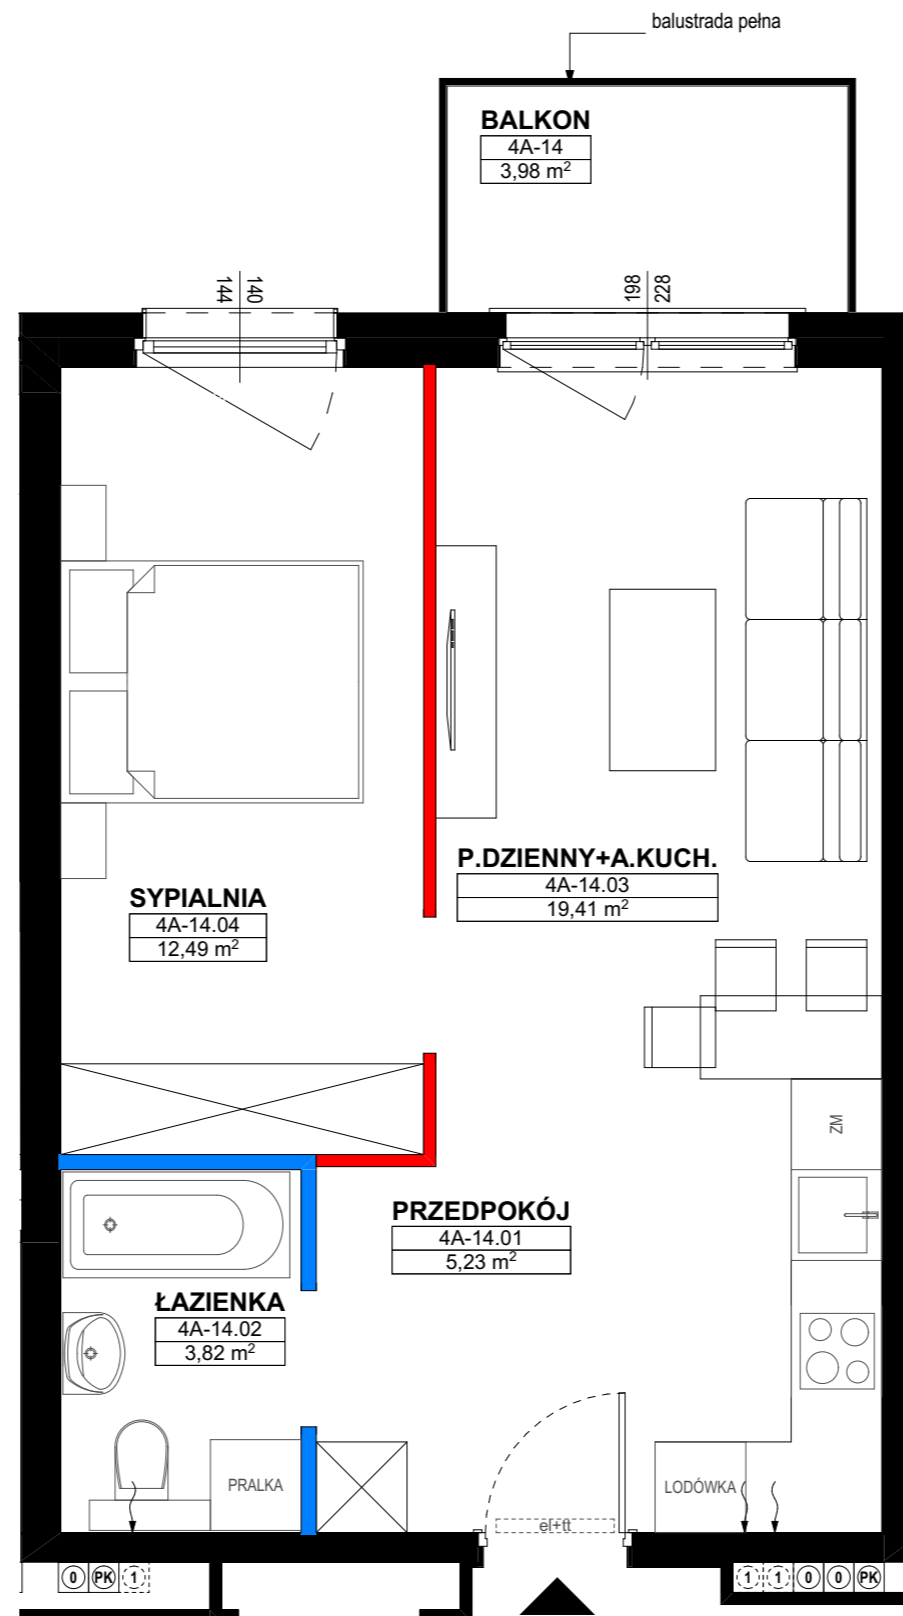 balustrada pełna
BALKON
4A-14
3,98 m²
144
140
198
228
P.DZIENNY+A.KUCH.
4A-14.03
19,41 m²
SYPIALNIA
4A-14.04
12,49 m²
ZM
PRZEDPOKÓJ
4A-14.01
5,23 m²
ŁAZIENKA
4A-14.02
3,82 m²
PRALKA
LODÓWKA
el+tt
0 PK 1
1 1 0 0 PK